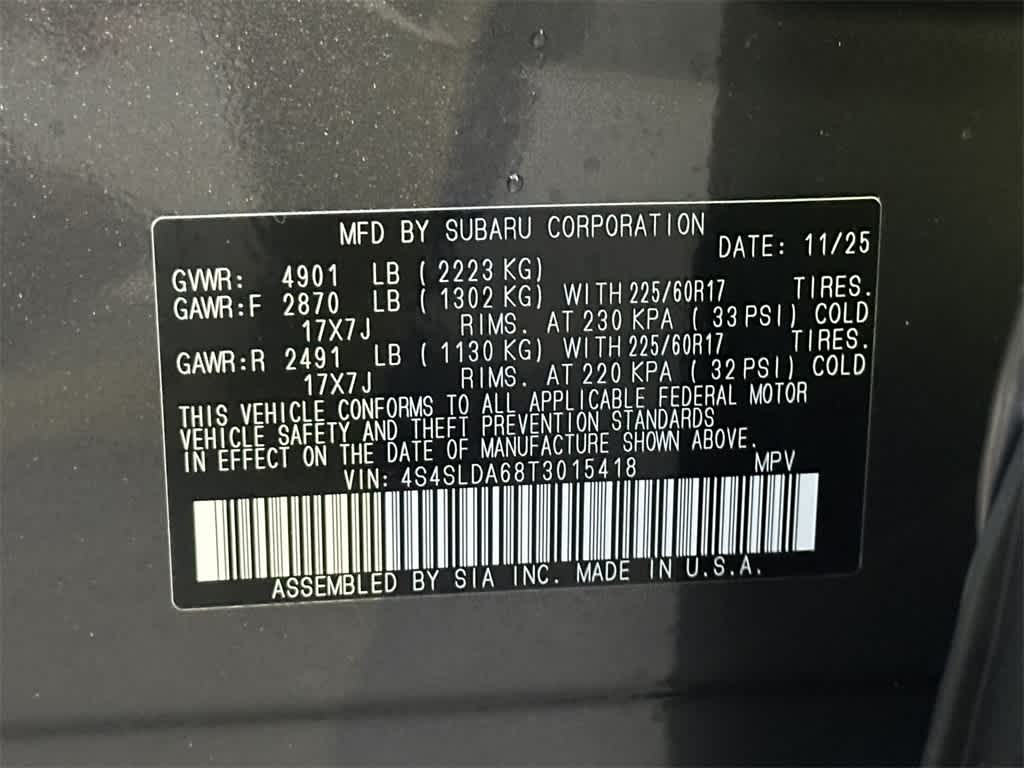 MFD BY SUBARU CORPORATION DATE: 11/25
GVWR: 4901 LB ( 2223 KG)
GAWR:F 2870 LB ( 1302 KG) WITH 225/60R17 TIRES.
17X7J RIMS. AT 230 KPA ( 33 PSI) COLD
GAWR:R 2491 LB ( 1130 KG) WITH 225/60R17 TIRES.
17X7J RIMS. AT 220 KPA ( 32 PSI) COLD
THIS VEHICLE CONFORMS TO ALL APPLICABLE FEDERAL MOTOR
VEHICLE SAFETY AND THEFT PREVENTION STANDARDS
IN EFFECT ON THE DATE OF MANUFACTURE SHOWN ABOVE.
VIN: 4S4SLDA68T3015418 MPV
ASSEMBLED BY SIA INC. MADE IN U.S.A.